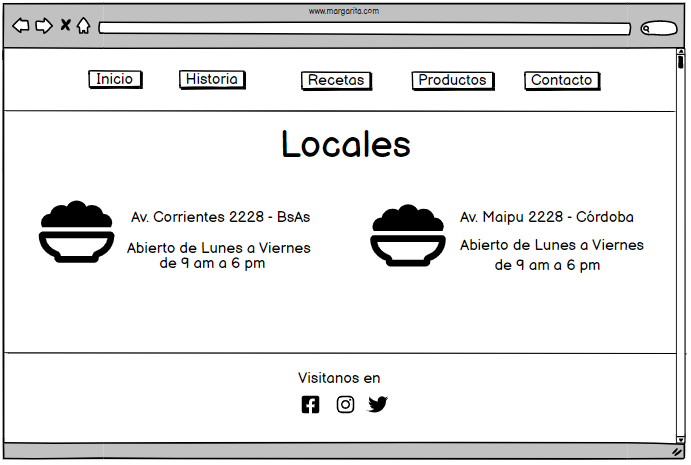 www.margarita.com
Inicio
Historia
Recetas
Productos
Contacto
Locales
Av. Corrientes 2228 - BsAs
Abierto de Lunes a Viernes
de 9 am a 6 pm
Av. Maipu 2228 - Córdoba
Abierto de Lunes a Viernes
de 9 am a 6 pm
Visitanos en